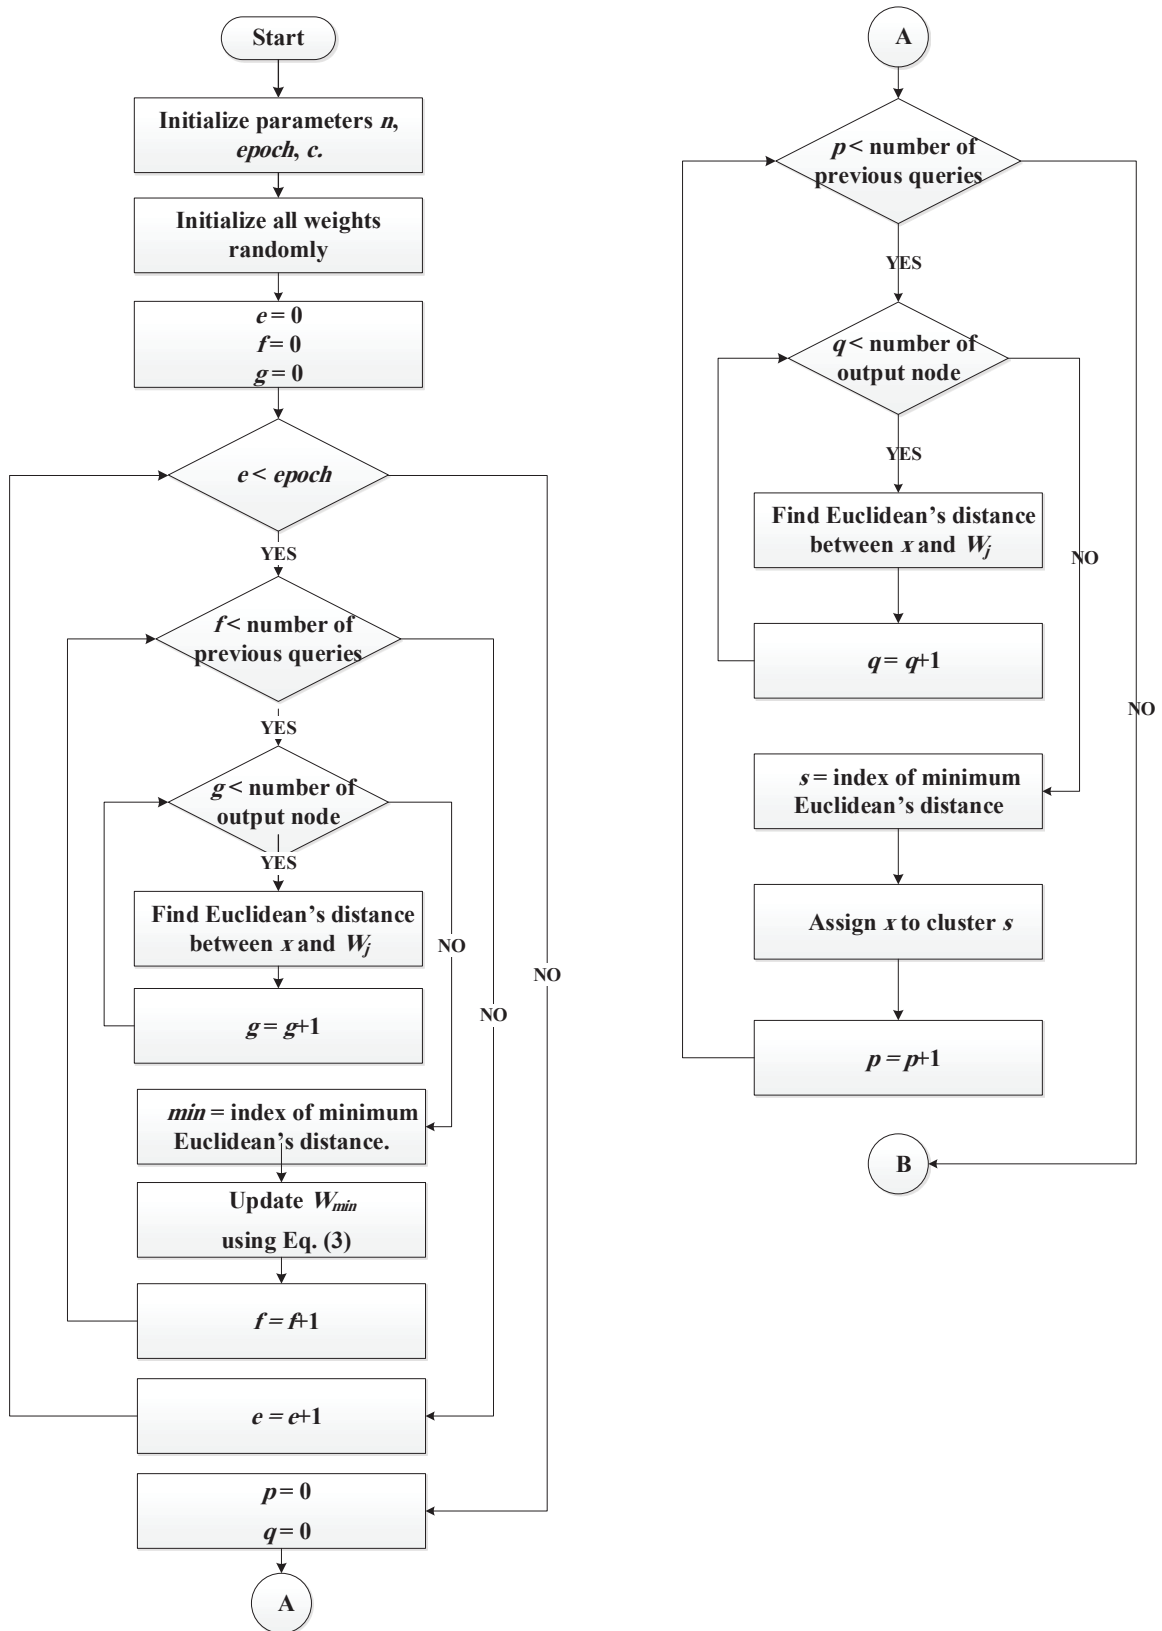 Start
Initialize parameters n,
epoch, c.
Initialize all weights
randomly
e = 0
f = 0
g = 0
e < epoch
YES
f < number of
previous queries
YES
g < number of
output node
YES
Find Euclidean's distance
between x and Wj
NO
g = g+1
NO
NO
min = index of minimum
Euclidean's distance.
Update Wmin
using Eq. (3)
f = f+1
e = e+1
p = 0
q = 0
A
A
p < number of
previous queries
YES
q < number of
output node
YES
Find Euclidean's distance
between x and Wj
NO
q = q+1
NO
s = index of minimum
Euclidean's distance
Assign x to cluster s
p = p+1
B